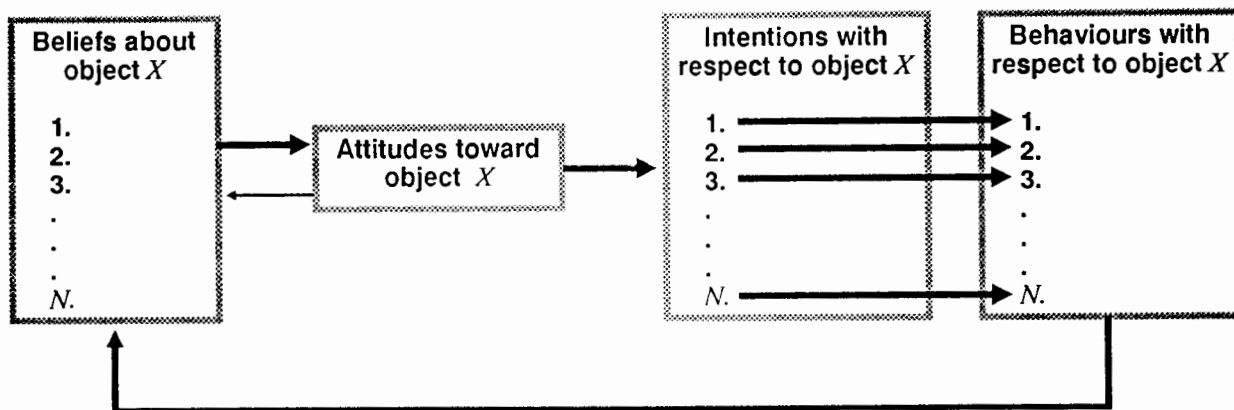 Beliefs about
object X
1.
2.
3.
.
.
.
N.
Attitudes toward
object X
Intentions with
respect to object X
1.
2.
3.
.
.
.
N.
Behaviours with
respect to object X
1.
2.
3.
.
.
.
N.